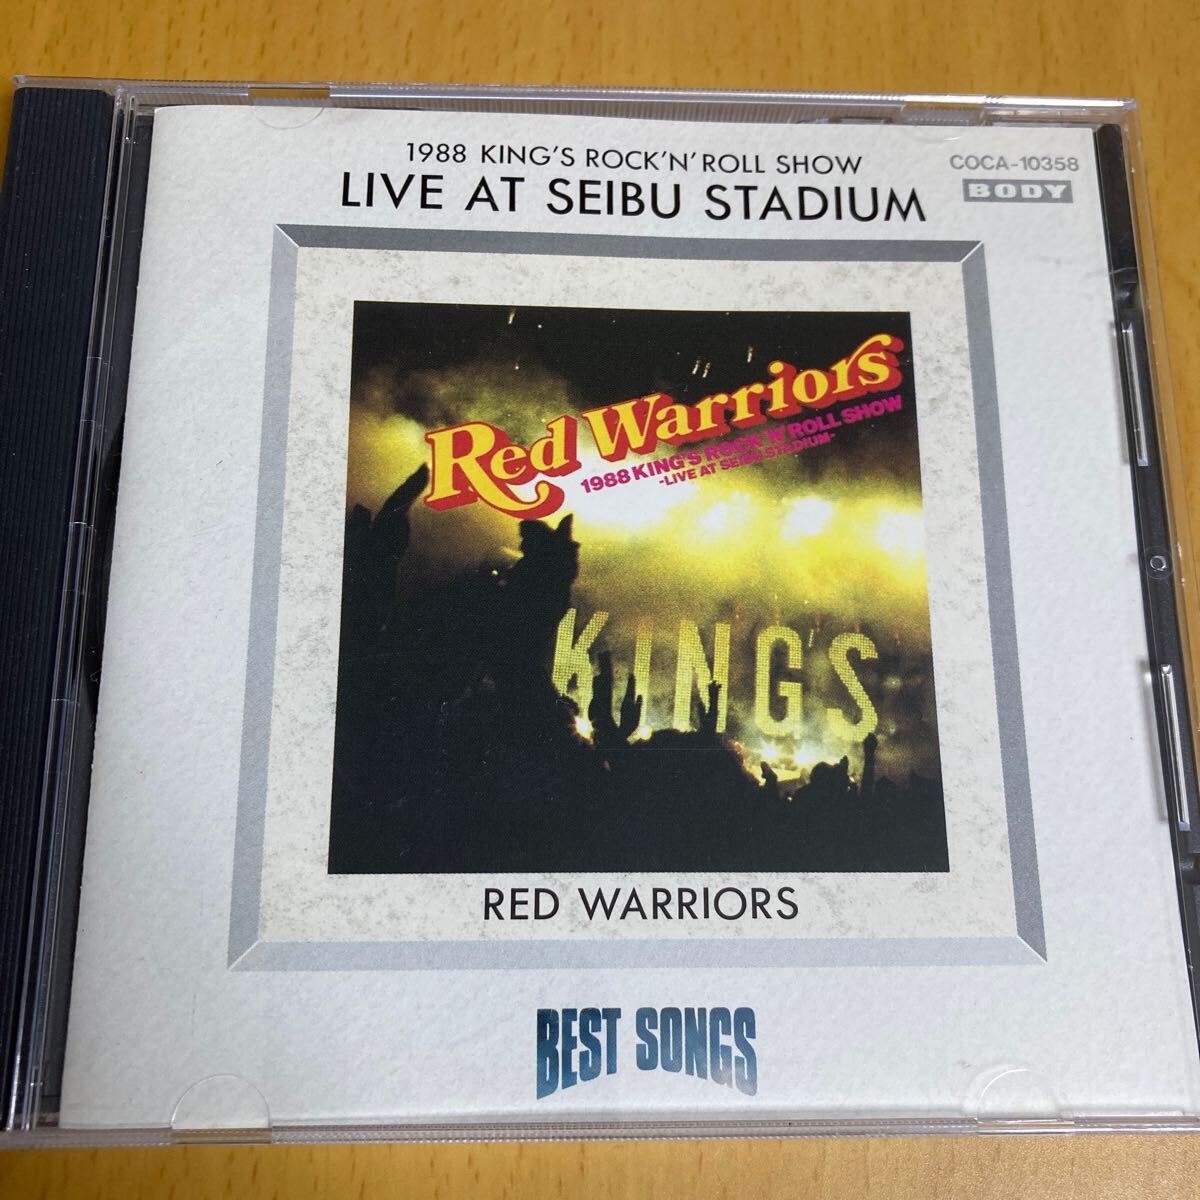 1988 KING'S ROCK'N'ROLL SHOW
LIVE AT SEIBU STADIUM
COCA-10358
BODY
Red Warriors
1988 KING'S ROCK'N'ROLL SHOW
-LIVE AT SEIBU STADIUM-
KING'S
RED WARRIORS
BEST SONGS